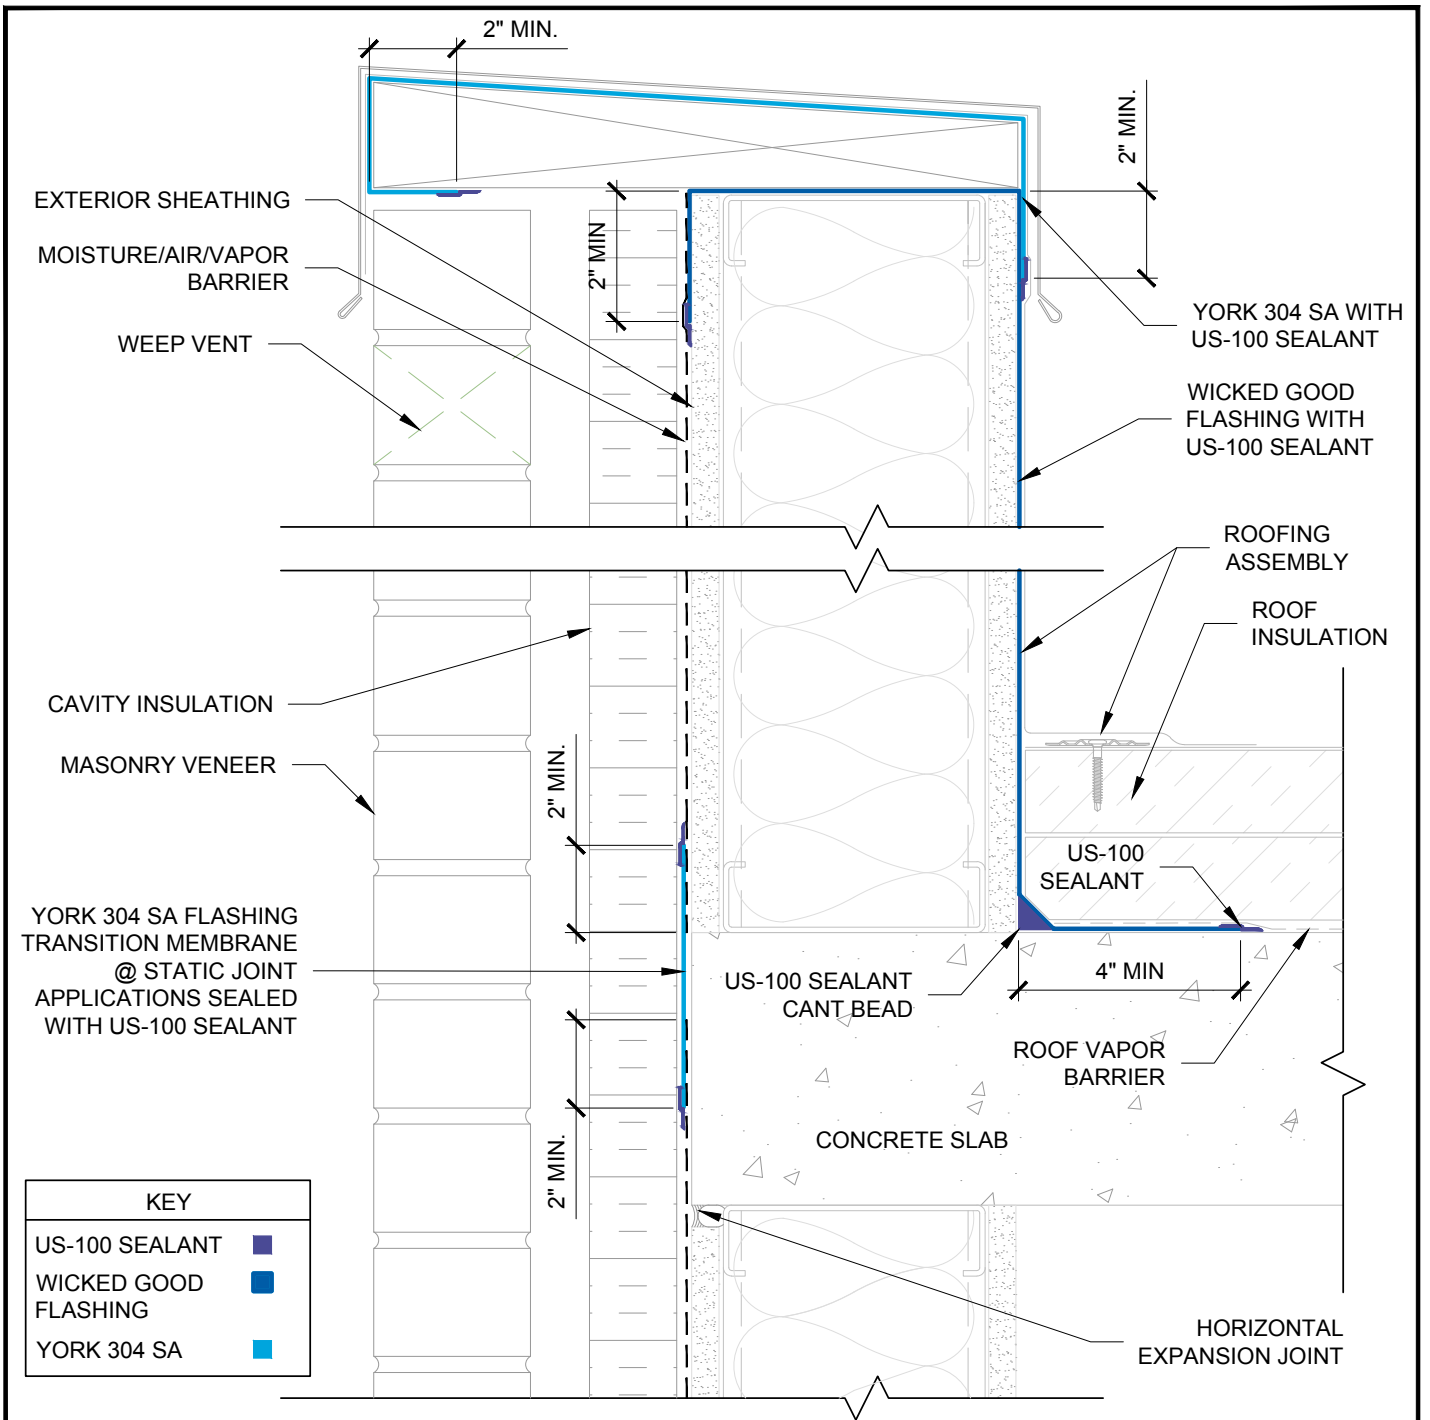 2" MIN.
2" MIN.
EXTERIOR SHEATHING
MOISTURE/AIR/VAPOR
BARRIER
2" MIN
WEEP VENT
YORK 304 SA WITH
US-100 SEALANT
WICKED GOOD
FLASHING WITH
US-100 SEALANT
ROOFING
ASSEMBLY
ROOF
INSULATION
CAVITY INSULATION
MASONRY VENEER
2" MIN.
US-100
SEALANT
YORK 304 SA FLASHING
TRANSITION MEMBRANE
@ STATIC JOINT
APPLICATIONS SEALED
WITH US-100 SEALANT
US-100 SEALANT
CANT BEAD
4" MIN
ROOF VAPOR
BARRIER
CONCRETE SLAB
2" MIN.
KEY
US-100 SEALANT
WICKED GOOD
FLASHING
YORK 304 SA
HORIZONTAL
EXPANSION JOINT